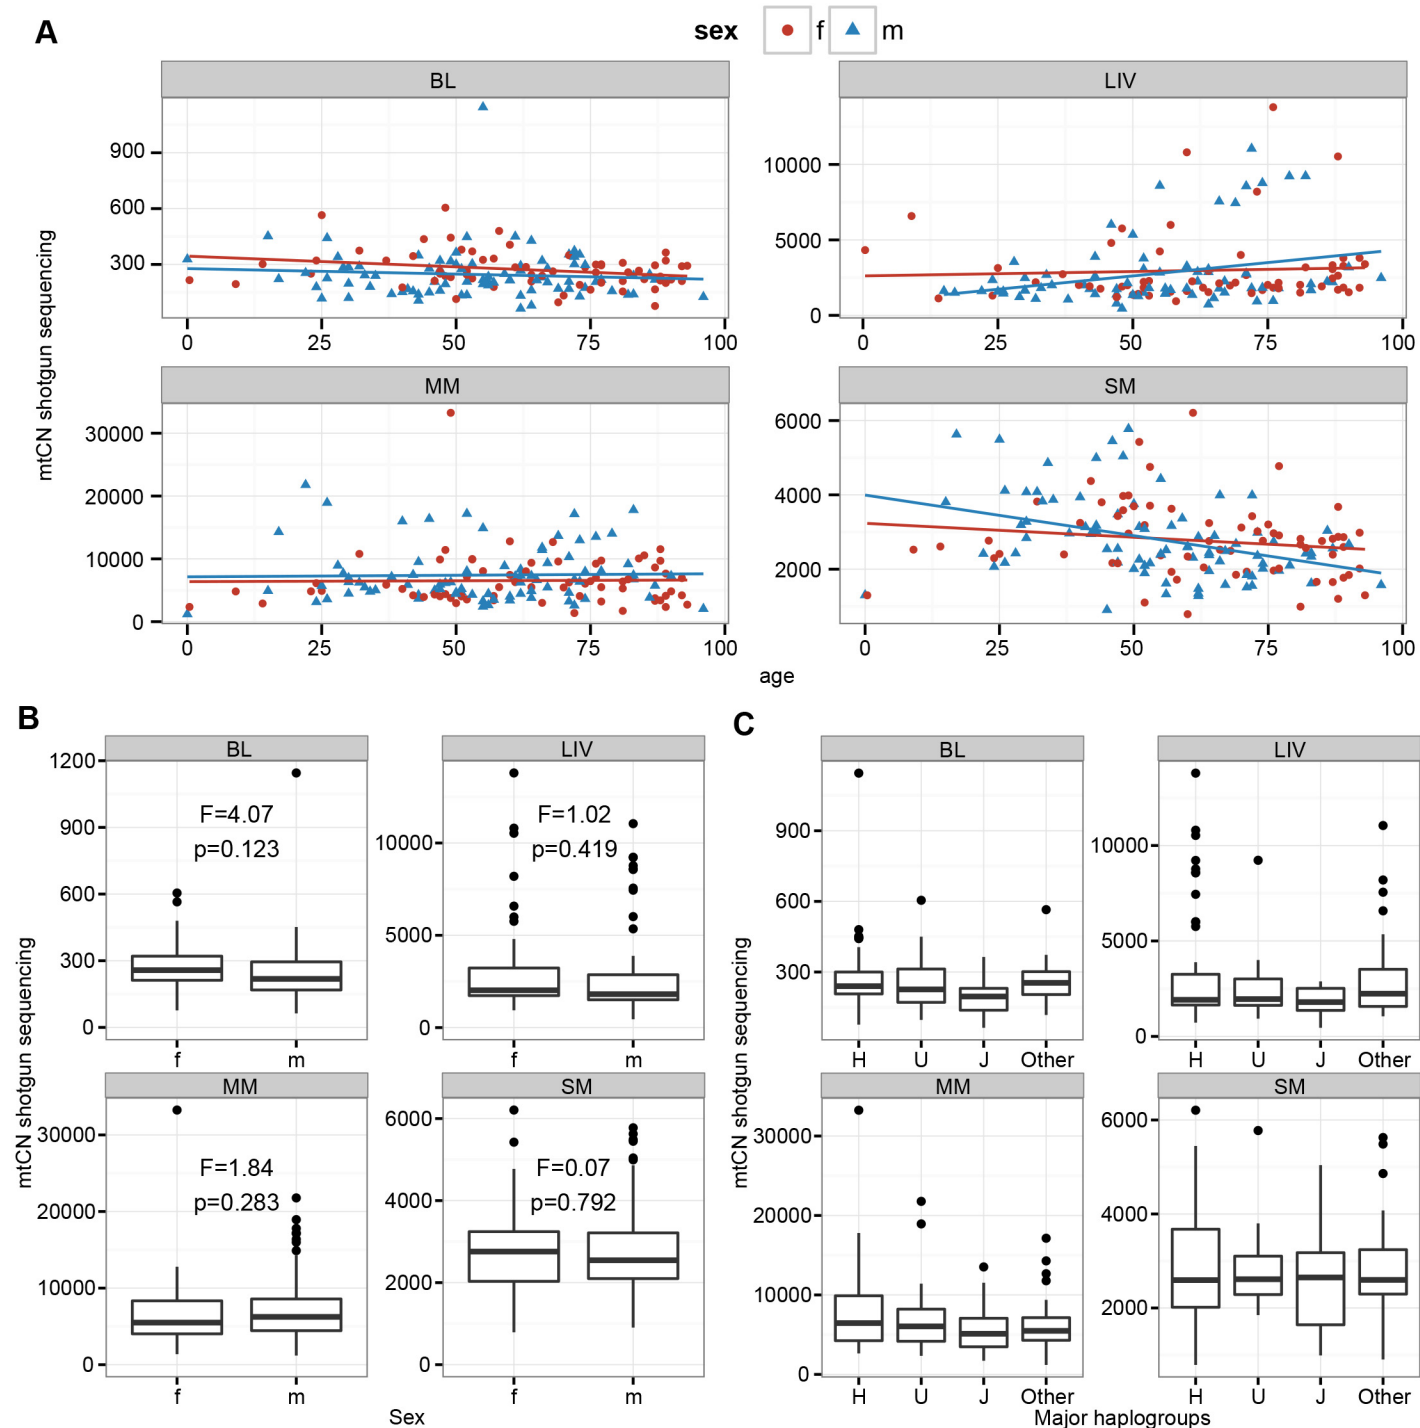 A
sex f m
BL
LIV
mtCN shotgun sequencing
900
600
300
0 25 50 75 100
10000
5000
0
0 25 50 75 100
MM
SM
30000
20000
10000
0
0 25 50 75 100
6000
4000
2000
0 25 50 75 100
age
B
mtCN shotgun sequencing
BL
1200
900
600
300
0
F=4.07
p=0.123
f m
LIV
10000
5000
0
F=1.02
p=0.419
f m
MM
30000
20000
10000
0
F=1.84
p=0.283
f m
SM
6000
4000
2000
0
F=0.07
p=0.792
f m
Sex
C
mtCN shotgun sequencing
BL
900
600
300
H U J Other
LIV
10000
5000
0
H U J Other
MM
30000
20000
10000
0
H U J Other
SM
6000
4000
2000
H U J Other
Major haplogroups